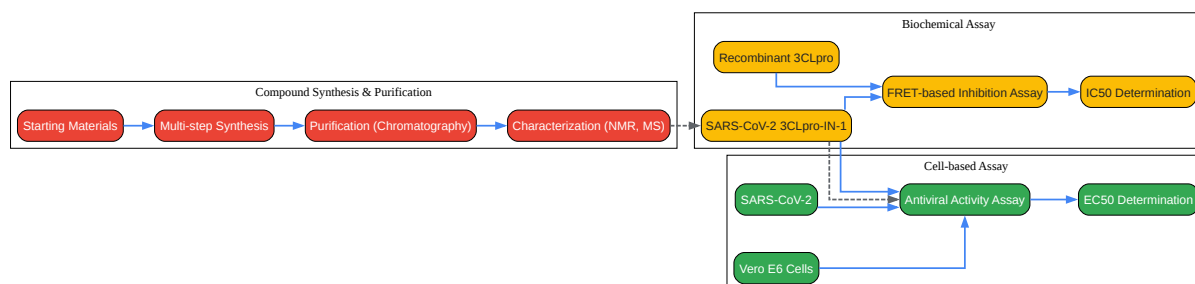 Compound Synthesis & Purification
Starting Materials
Multi-step Synthesis
Purification (Chromatography)
Characterization (NMR, MS)
Biochemical Assay
Recombinant 3CLpro
SARS-CoV-2 3CLpro-IN-1
FRET-based Inhibition Assay
IC50 Determination
Cell-based Assay
SARS-CoV-2
Vero E6 Cells
Antiviral Activity Assay
EC50 Determination